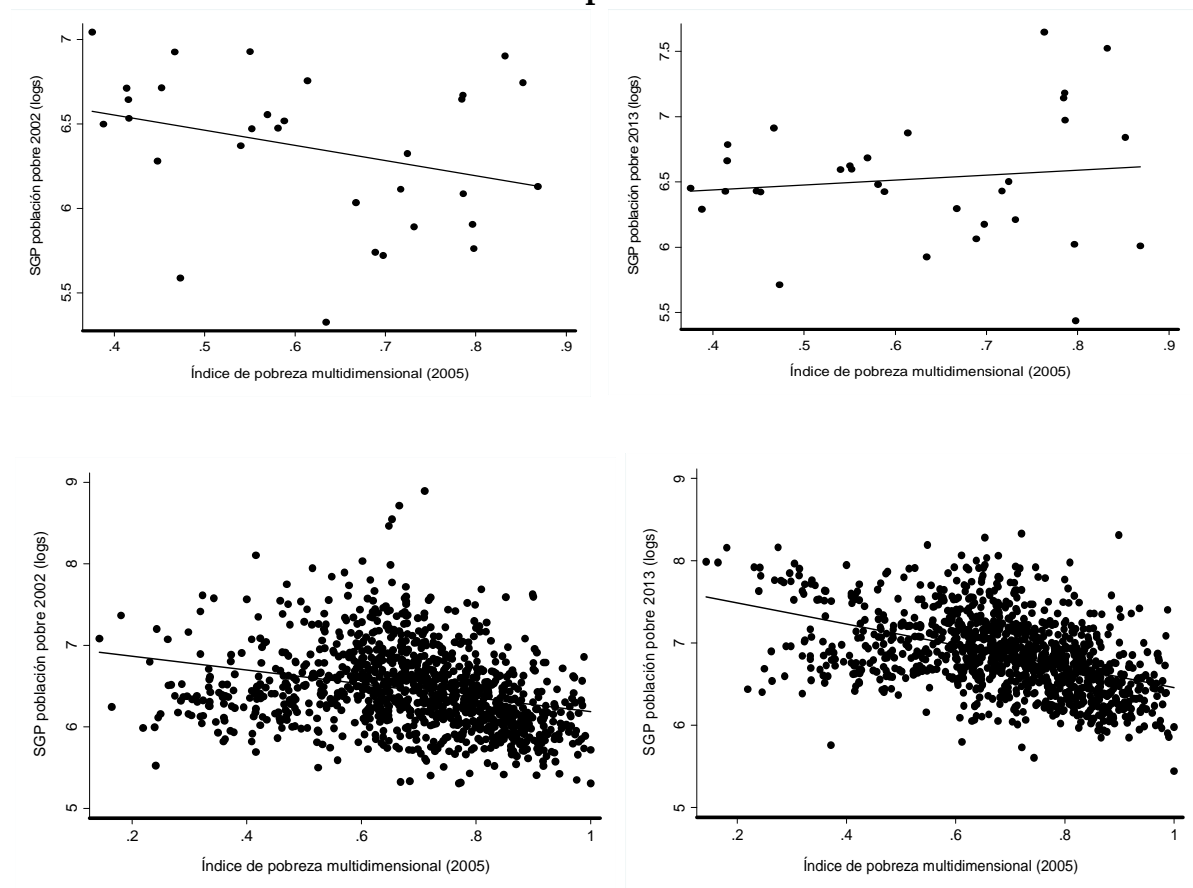 7
6.5
6
5.5
SGP población pobre 2002 (logs)
.4 .5 .6 .7 .8 .9
Índice de pobreza multidimensional (2005)
7.5
7
6.5
6
5.5
SGP población pobre 2013 (logs)
.4 .5 .6 .7 .8 .9
Índice de pobreza multidimensional (2005)
9
8
7
6
5
SGP población pobre 2002 (logs)
.2 .4 .6 .8 1
Índice de pobreza multidimensional (2005)
9
8
7
6
5
SGP población pobre 2013 (logs)
.2 .4 .6 .8 1
Índice de pobreza multidimensional (2005)